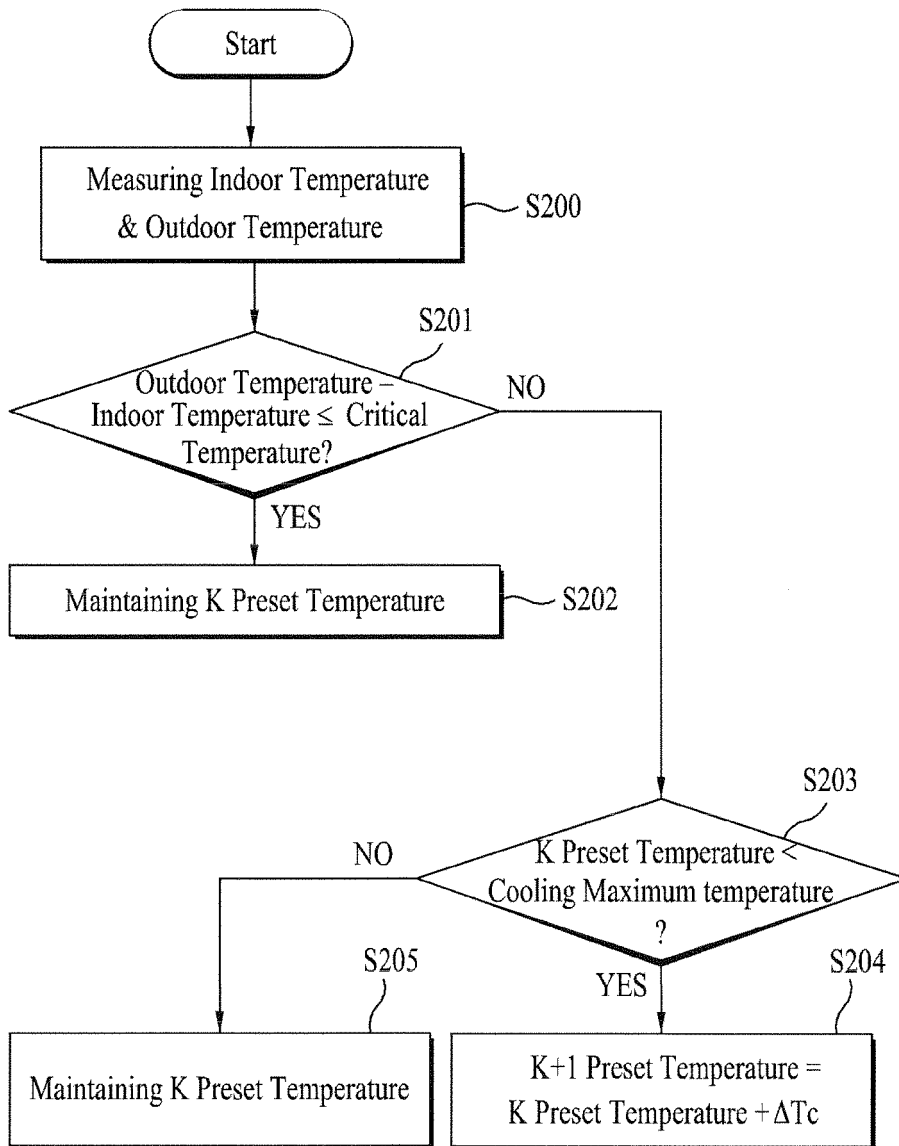 Start
Measuring Indoor Temperature
& Outdoor Temperature
S200
S201
Outdoor Temperature –
Indoor Temperature ≤ Critical
Temperature?
NO
YES
Maintaining K Preset Temperature
S202
S203
K Preset Temperature <
Cooling Maximum temperature
?
NO
YES
S205
S204
Maintaining K Preset Temperature
K+1 Preset Temperature =
K Preset Temperature + ΔTc